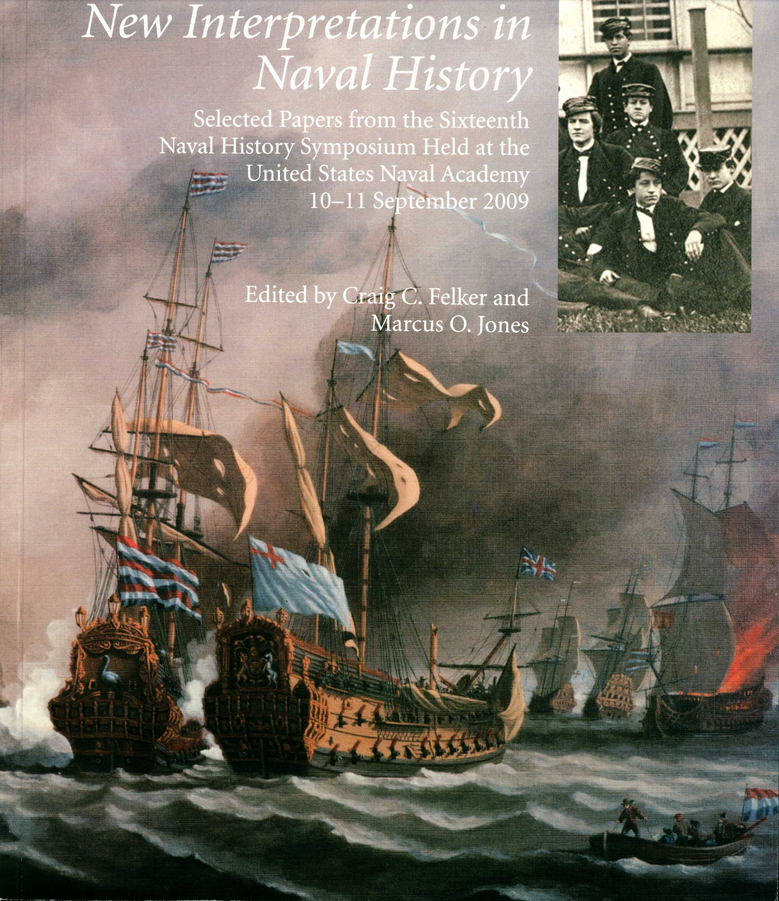 New Interpretations in
Naval History
Selected Papers from the Sixteenth
Naval History Symposium Held at the
United States Naval Academy
10–11 September 2009
Edited by Craig C. Felker and
Marcus O. Jones